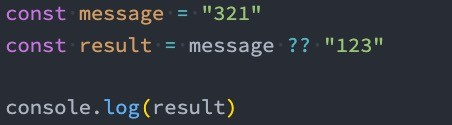 const message = "321"
const result = message ?? "123"
console.log(result)